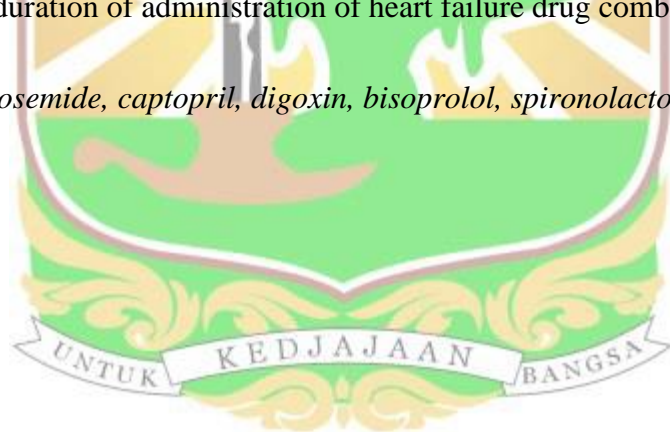 duration of administration of heart failure drug comb
osemide, captopril, digoxin, bisoprolol, spironolacto
UNTUK KEDJAJAAN BANGSA